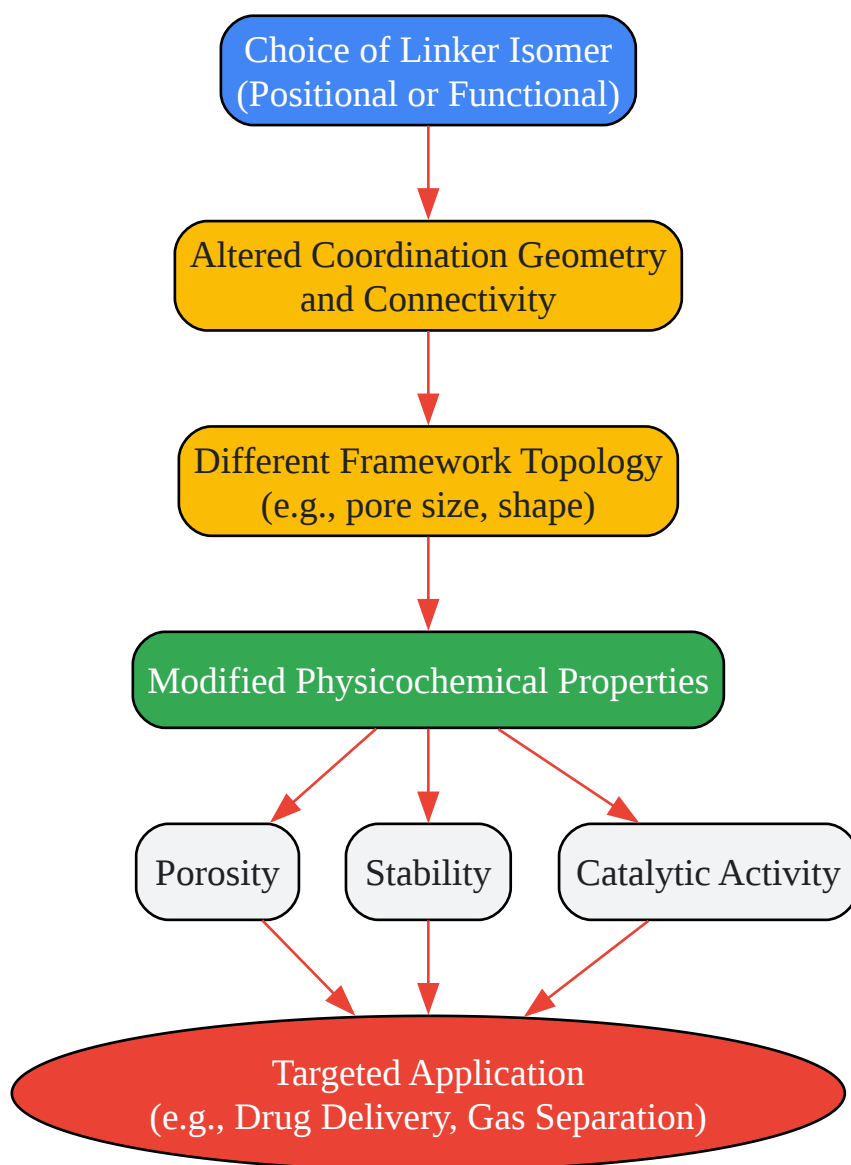 Choice of Linker Isomer
(Positional or Functional)
Altered Coordination Geometry
and Connectivity
Different Framework Topology
(e.g., pore size, shape)
Modified Physicochemical Properties
Porosity
Stability
Catalytic Activity
Targeted Application
(e.g., Drug Delivery, Gas Separation)